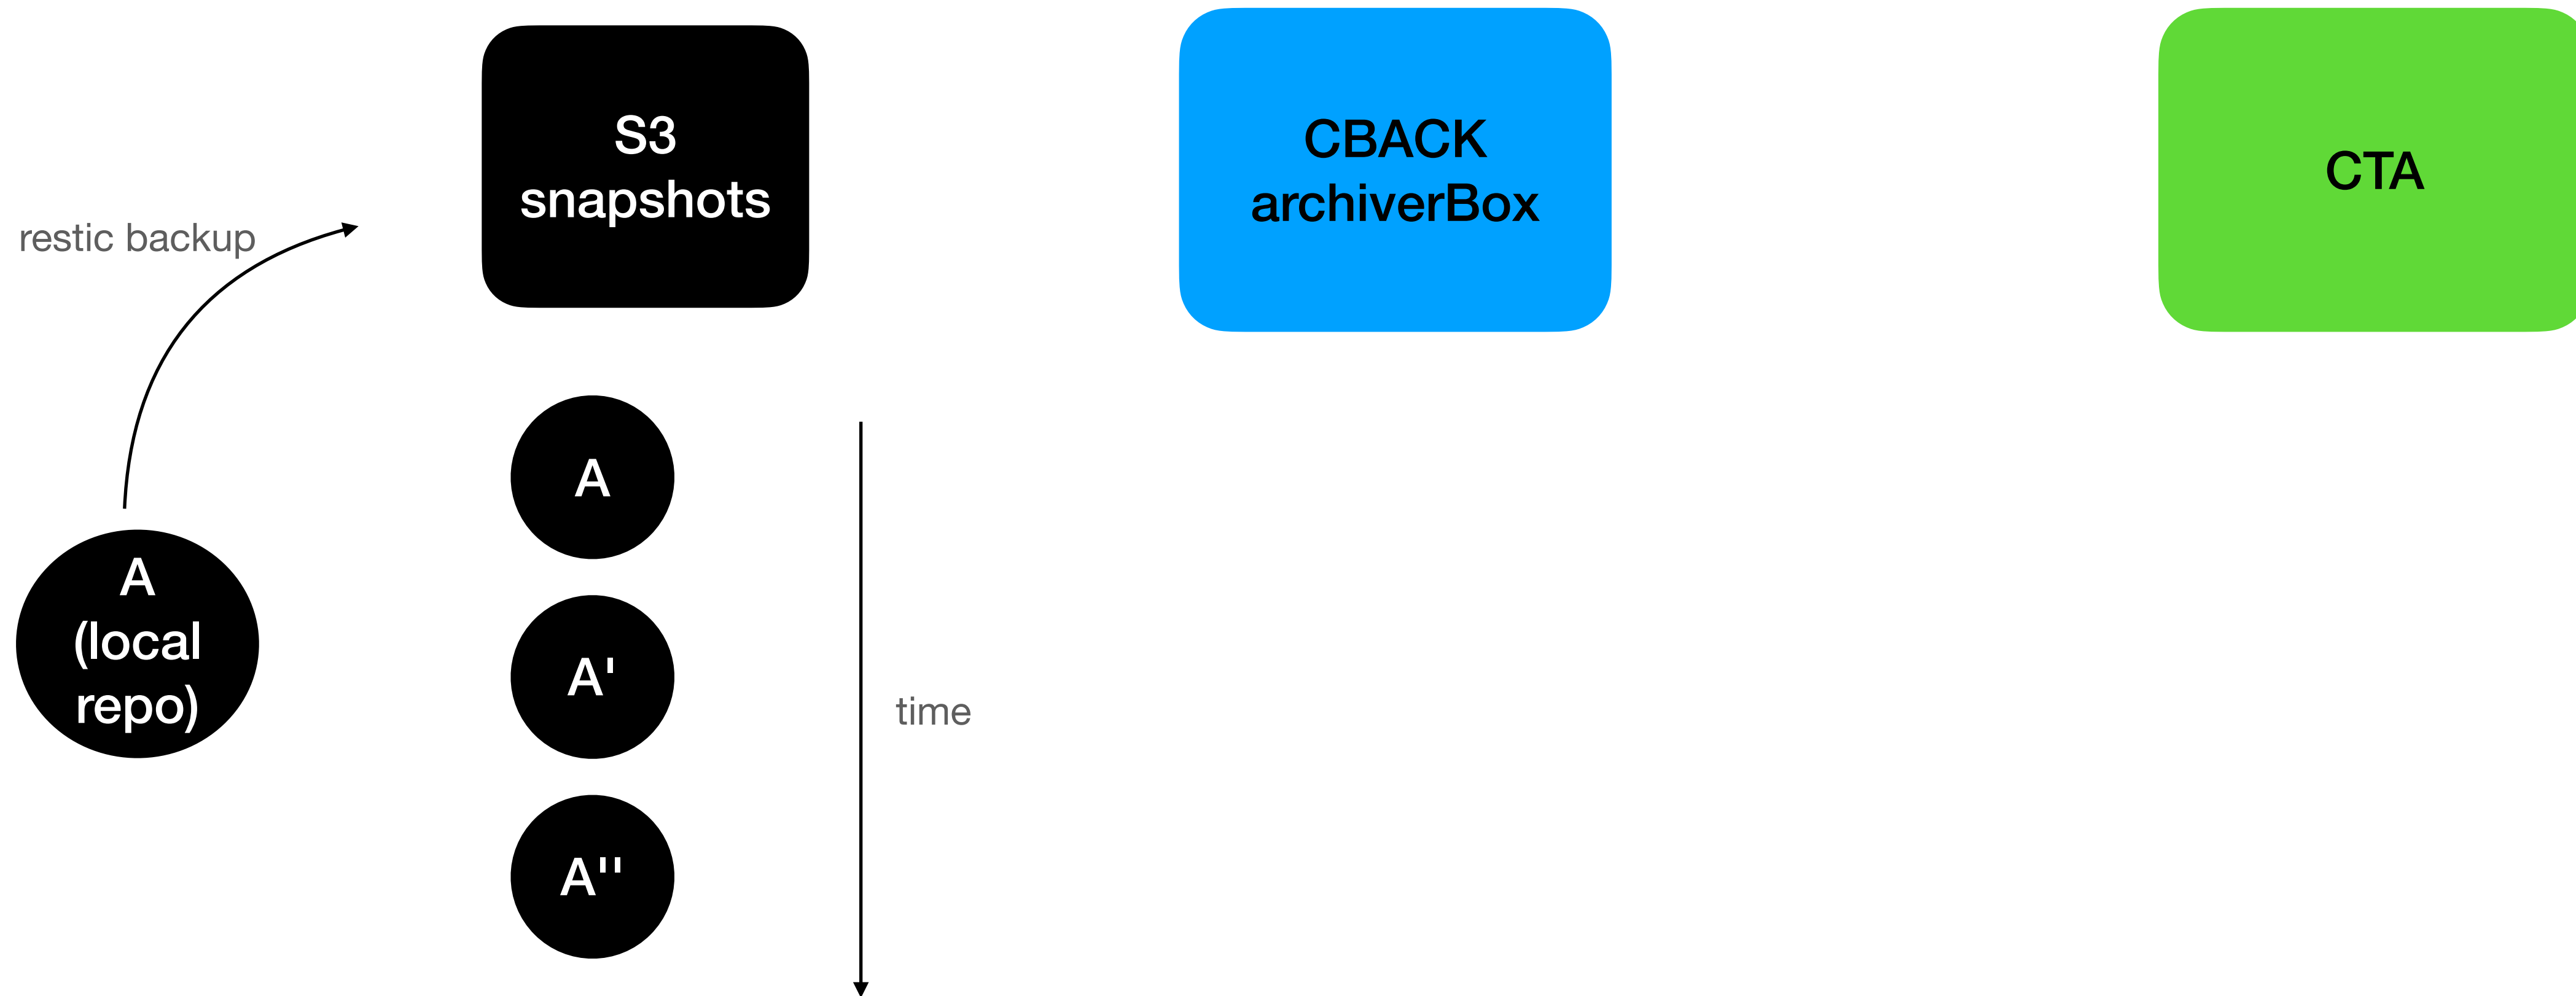 S3
snapshots
CBACK
archiverBox
CTA
restic backup
A
(local
repo)
A
A'
A''
time